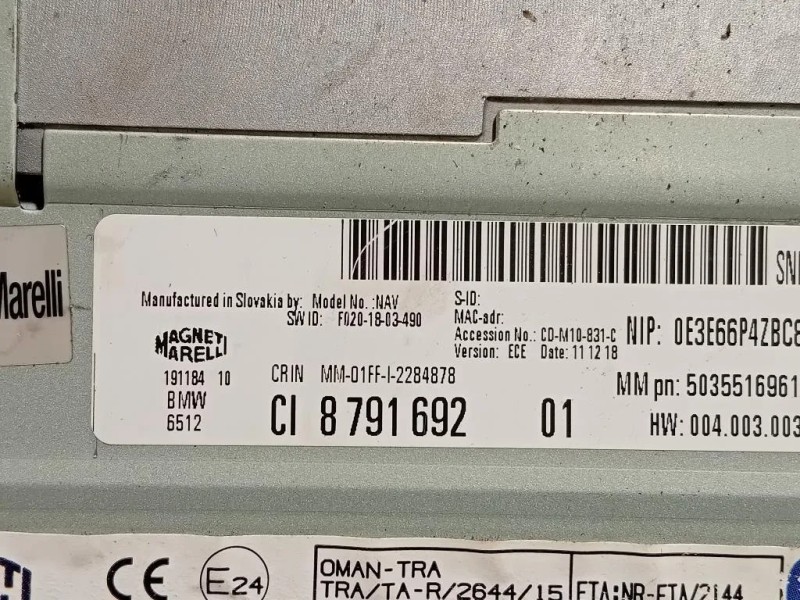 Marelli
Manufactured in Slovakia by: Model No.:NAV
SW ID: F020-18-03-490
S-ID:
MAC-adr:
Accession No.: CD-M10-831-C
Version: ECE Date: 11 12 18
NIP: 0E3E66P4ZBC8
MAGNETI
MARELLI
191184 10
BMW
6512
CRIN MM-01FF-I-2284878
CI 8 791 692 01
MM pn: 5035516961
HW: 004.003.003
CE
E24
OMAN-TRA
TRA/TA-R/2644/15
ETA:NR-ETA/2144